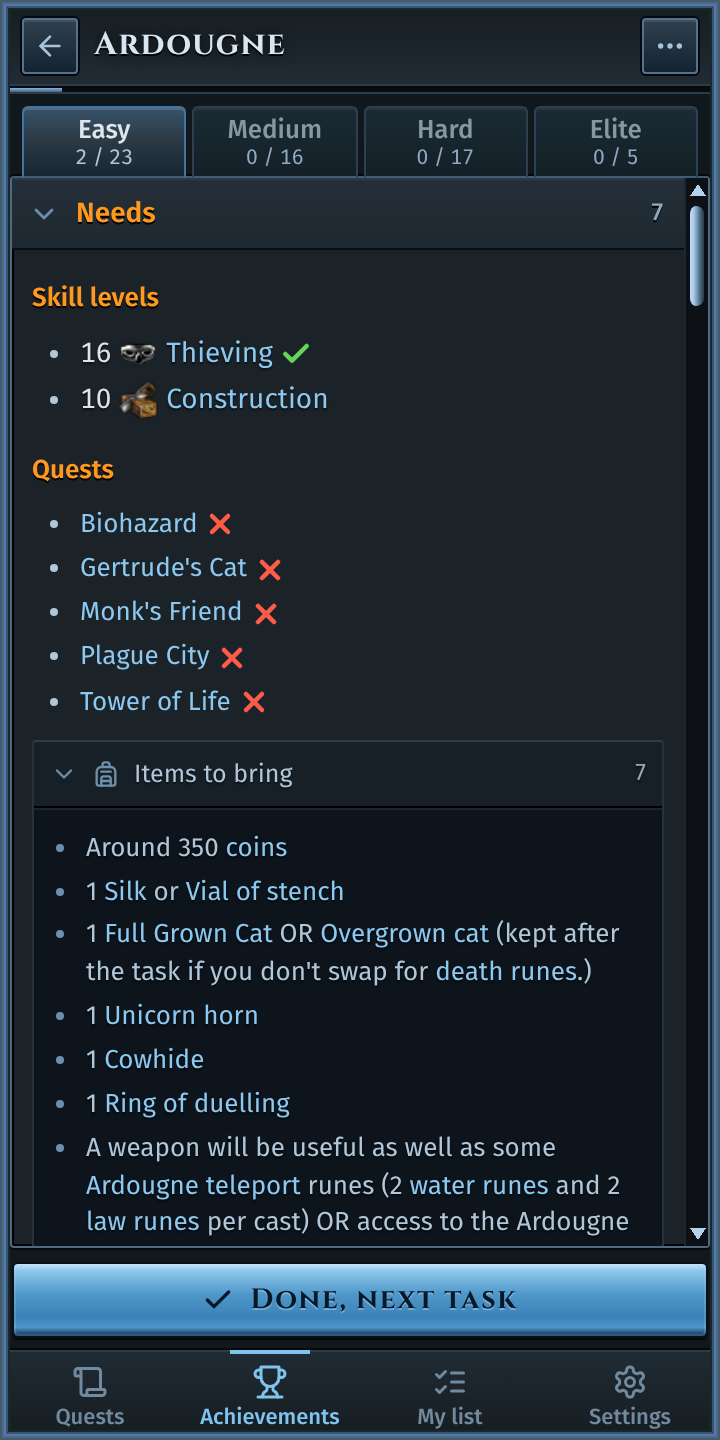 Ardougne
Easy
2 / 23
Medium
0 / 16
Hard
0 / 17
Elite
0 / 5
Needs
7
Skill levels
16 Thieving
10 Construction
Quests
Biohazard
Gertrude's Cat
Monk's Friend
Plague City
Tower of Life
Items to bring
7
Around 350 coins
1 Silk or Vial of stench
1 Full Grown Cat OR Overgrown cat (kept after
the task if you don't swap for death runes.)
1 Unicorn horn
1 Cowhide
1 Ring of duelling
A weapon will be useful as well as some
Ardougne teleport runes (2 water runes and 2
law runes per cast) OR access to the Ardougne
Done, next task
Quests
Achievements
My list
Settings